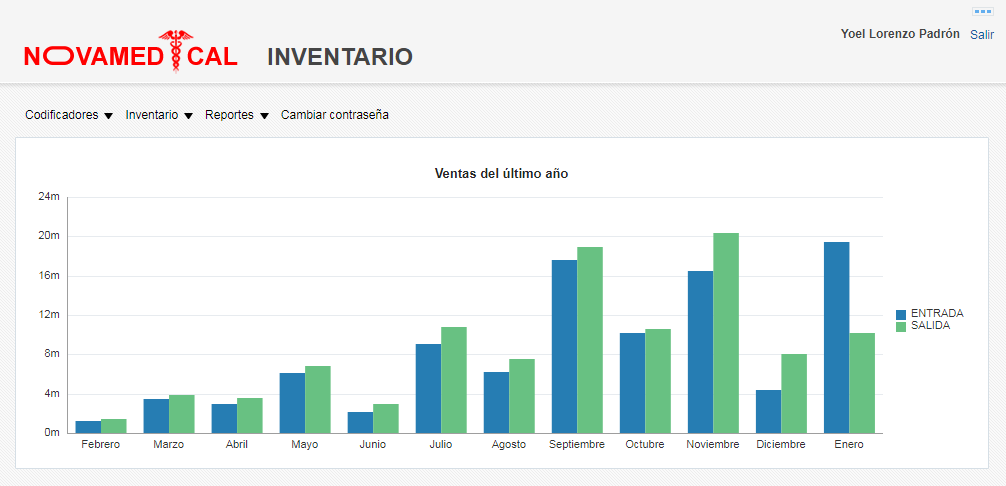 Yoel Lorenzo Padrón Salir
NOVAMEDICAL INVENTARIO
Codificadores Inventario Reportes Cambiar contraseña
Ventas del último año
24m
20m
16m
12m
8m
4m
0m
Febrero Marzo Abril Mayo Junio Julio Agosto Septiembre Octubre Noviembre Diciembre Enero
ENTRADA
SALIDA